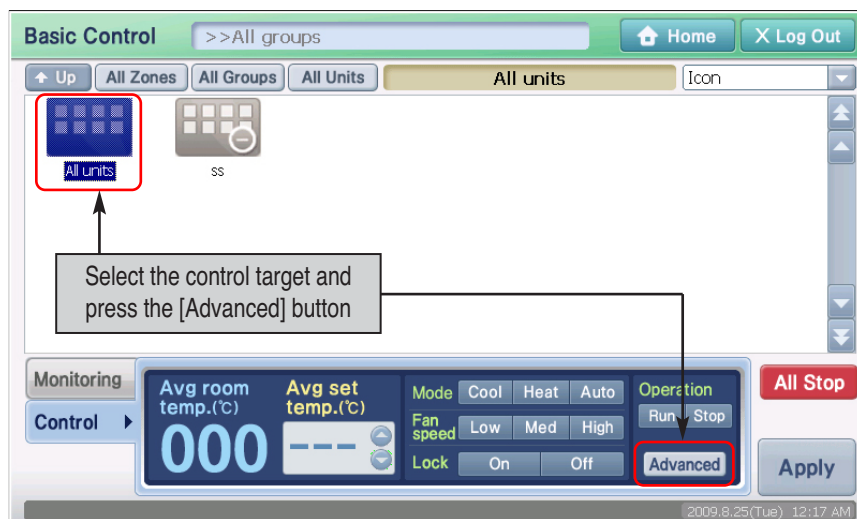 Basic Control >>All groups Home X Log Out
Up All Zones All Groups All Units All units Icon
All units ss
Select the control target and
press the [Advanced] button
Monitoring
Control
Avg room
temp.(℃)
000
Avg set
temp.(℃)
---
Mode Cool Heat Auto
Fan
speed Low Med High
Lock On Off
Operation
Run Stop
Advanced
All Stop
Apply
2009.8.25(Tue) 12:17 AM